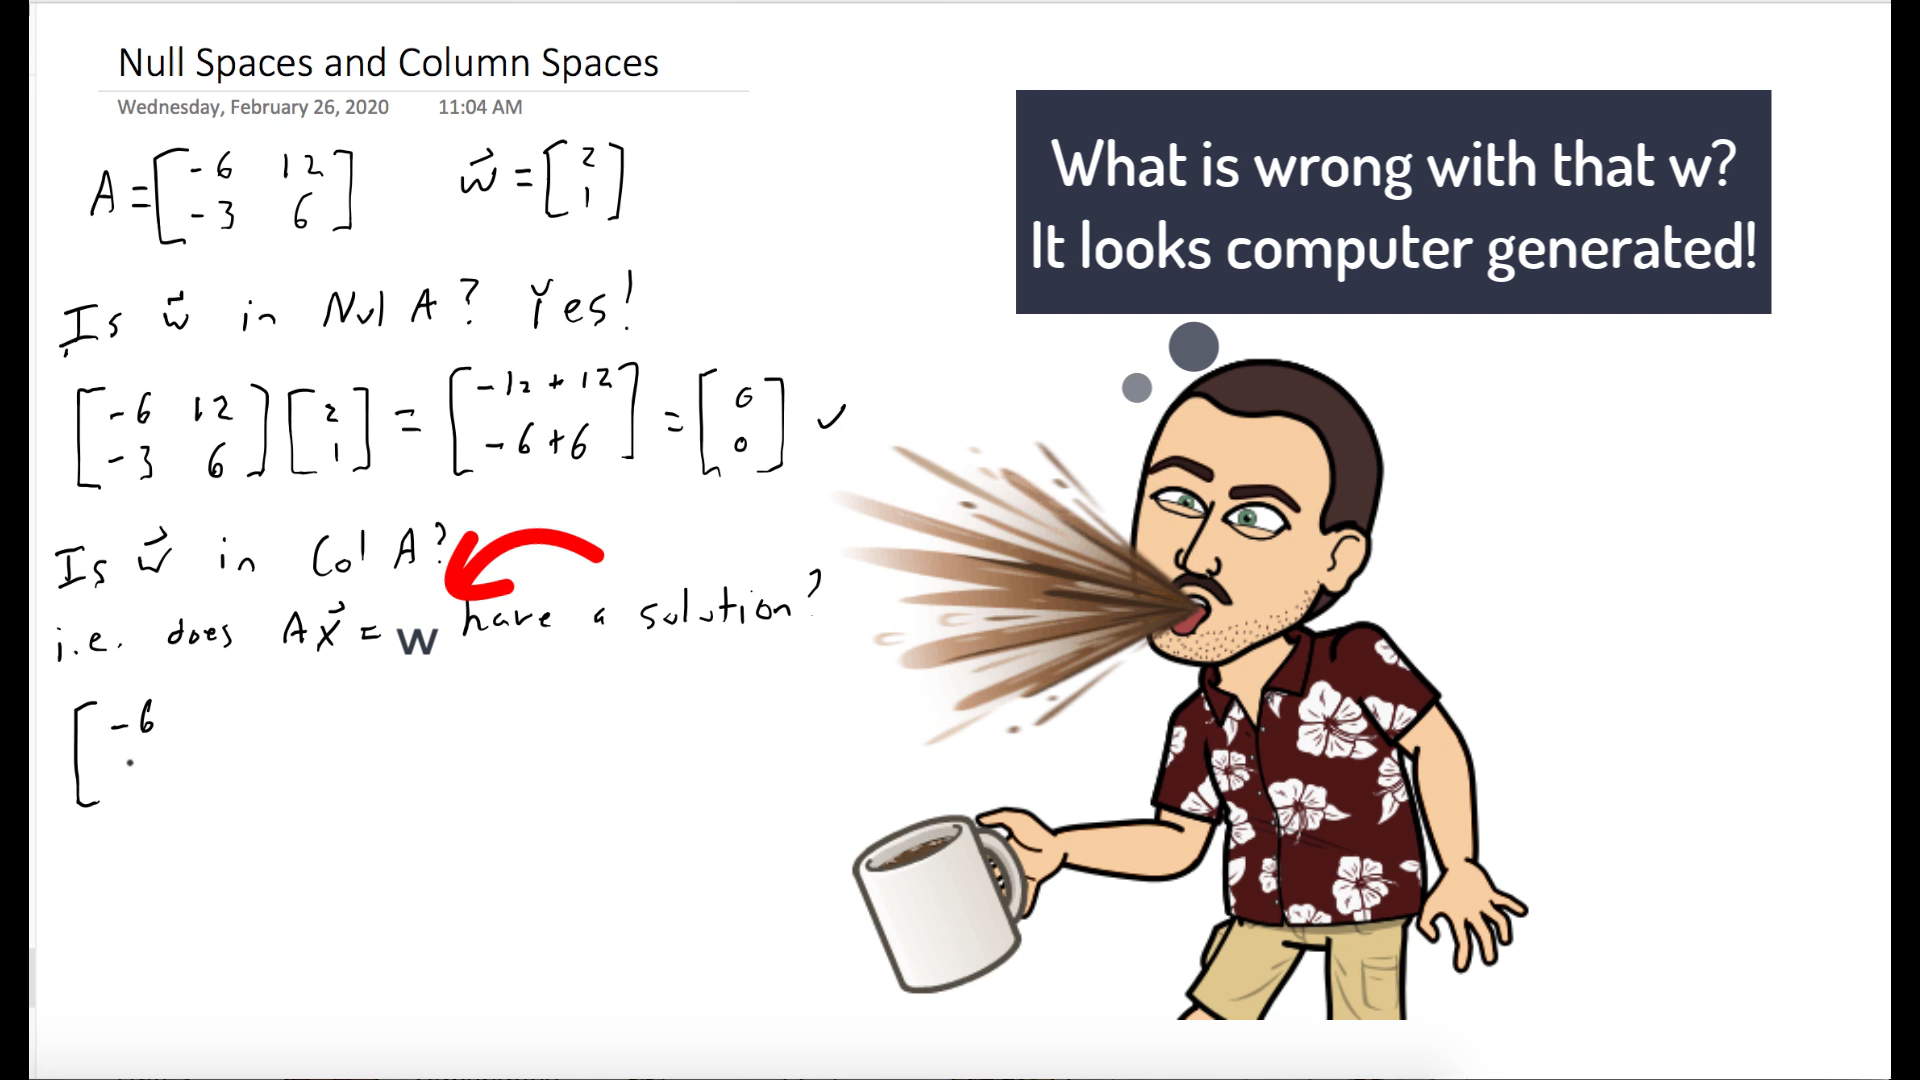 Null Spaces and Column Spaces
Wednesday, February 26, 2020 11:04 AM
A = [ -6 12 ] w⃗ = [ 2 ]
[ -3 6 ] [ 1 ]
Is w⃗ in Nul A? Yes!
[ -6 12 ] [ 2 ] = [ -12 + 12 ] = [ 0 ] ✓
[ -3 6 ] [ 1 ] [ -6 + 6 ] [ 0 ]
Is w⃗ in Col A?
i.e. does Ax⃗ = w have a solution?
[ -6
What is wrong with that w?
It looks computer generated!